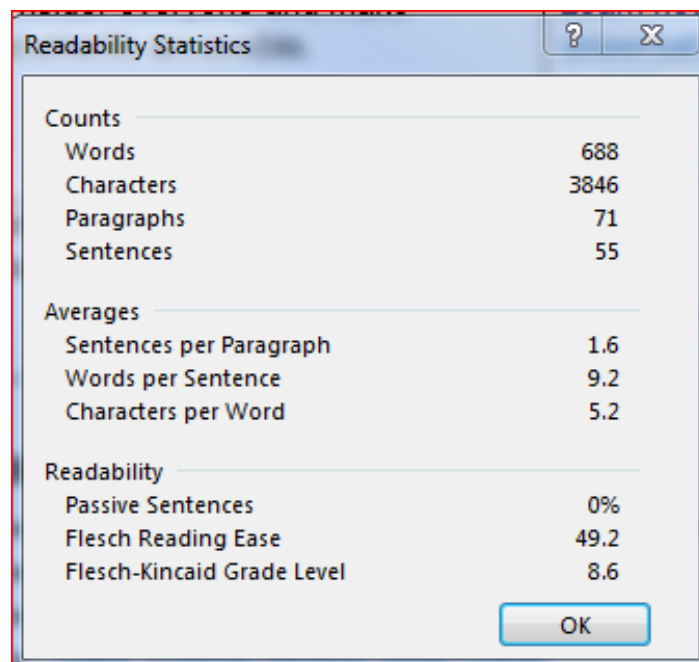 Readability Statistics ?
Counts
Words 688
Characters 3846
Paragraphs 71
Sentences 55
Averages
Sentences per Paragraph 1.6
Words per Sentence 9.2
Characters per Word 5.2
Readability
Passive Sentences 0%
Flesch Reading Ease 49.2
Flesch-Kincaid Grade Level 8.6
OK